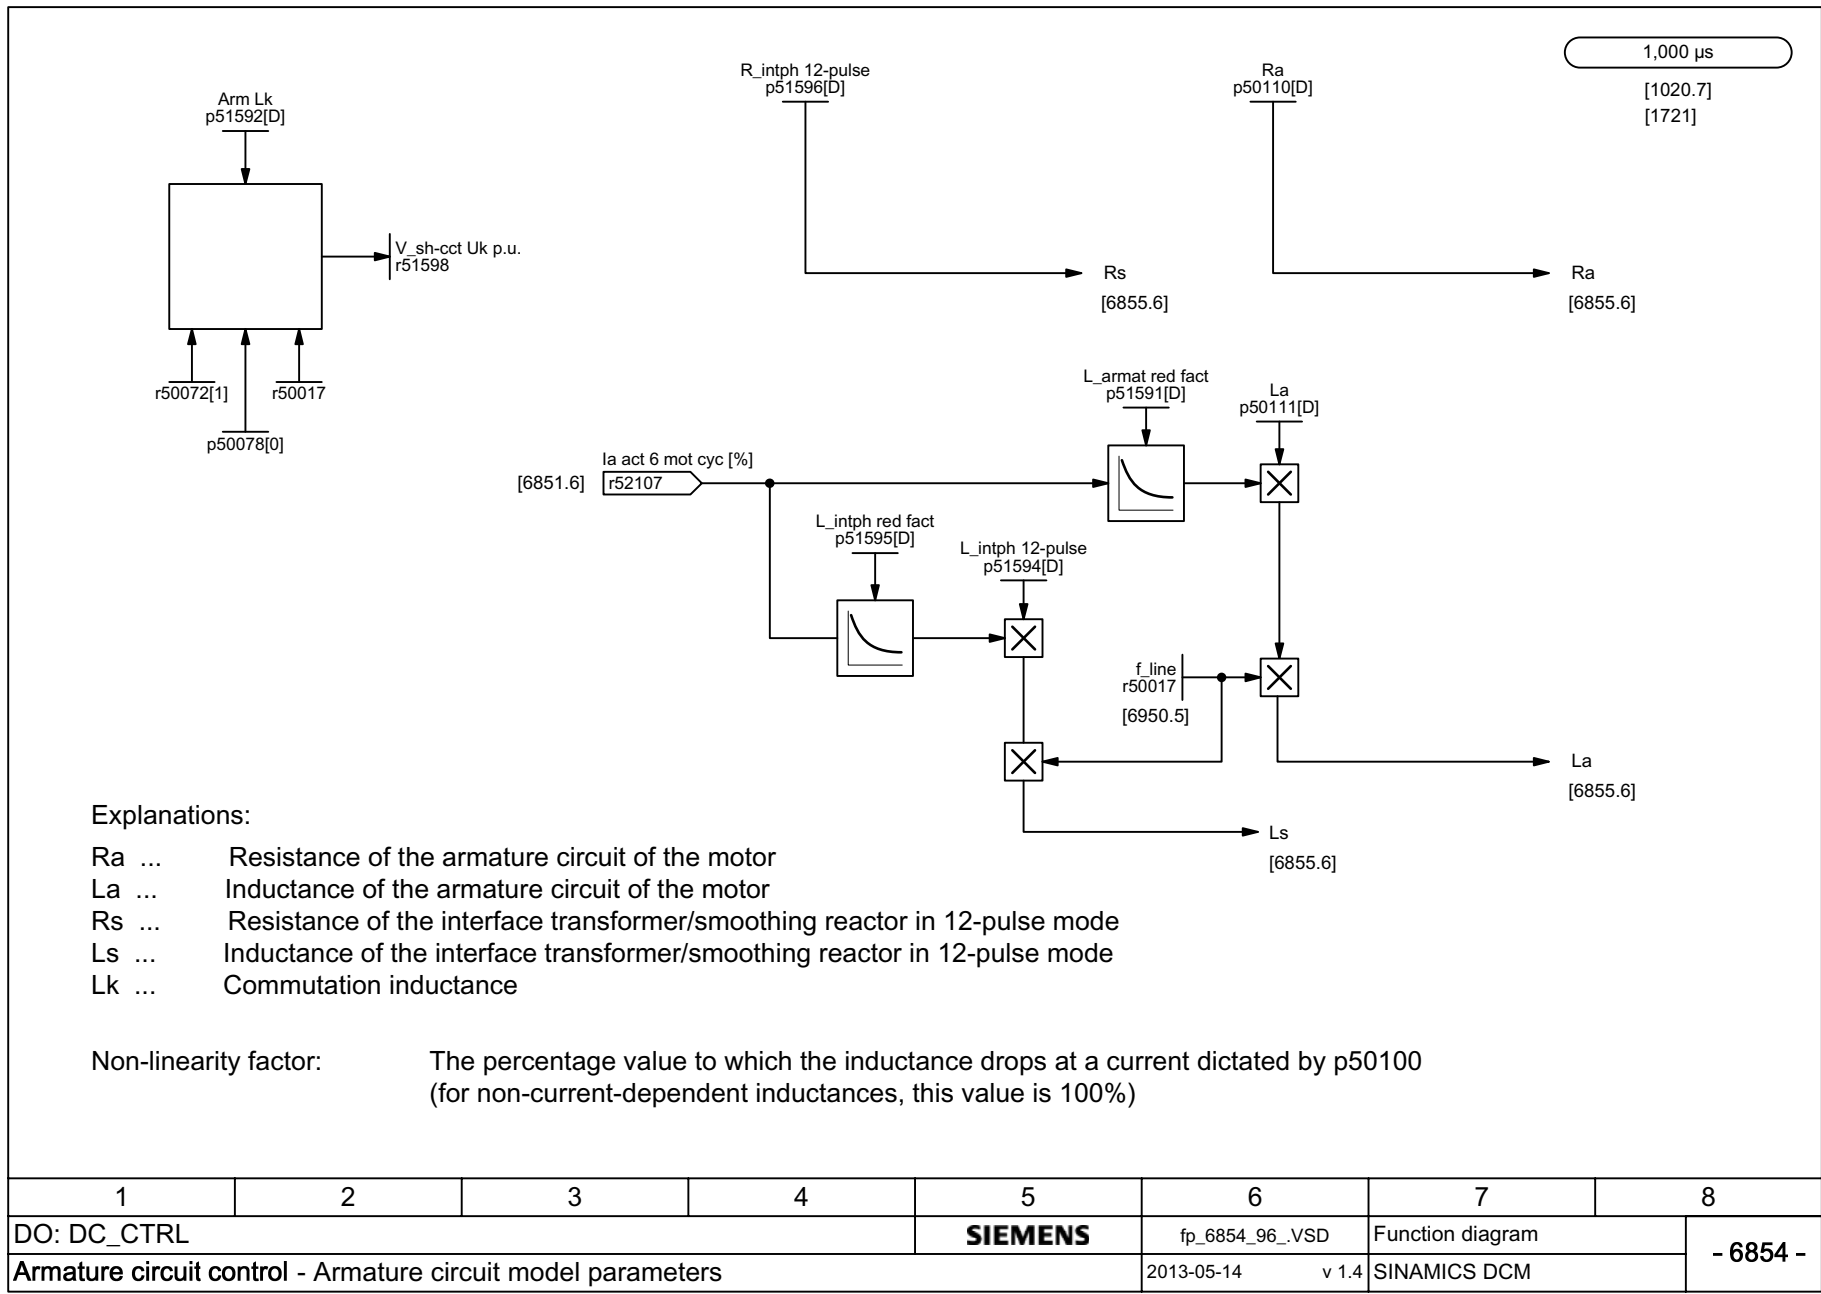 1,000 µs
[1020.7]
[1721]
Arm Lk
p51592[D]
V_sh-cct Uk p.u.
r51598
r50072[1]
r50017
p50078[0]
R_intph 12-pulse
p51596[D]
Rs
[6855.6]
Ra
p50110[D]
Ra
[6855.6]
L_armat red fact
p51591[D]
La
p50111[D]
Ia act 6 mot cyc [%]
[6851.6]
r52107
L_intph red fact
p51595[D]
L_intph 12-pulse
p51594[D]
f_line
r50017
[6950.5]
La
[6855.6]
Ls
[6855.6]
Explanations:
Ra ... Resistance of the armature circuit of the motor
La ... Inductance of the armature circuit of the motor
Rs ... Resistance of the interface transformer/smoothing reactor in 12-pulse mode
Ls ... Inductance of the interface transformer/smoothing reactor in 12-pulse mode
Lk ... Commutation inductance
Non-linearity factor: The percentage value to which the inductance drops at a current dictated by p50100
(for non-current-dependent inductances, this value is 100%)
1 2 3 4 5 6 7 8
DO: DC_CTRL SIEMENS fp_6854_96_.VSD Function diagram
- 6854 -
Armature circuit control - Armature circuit model parameters 2013-05-14 v 1.4 SINAMICS DCM